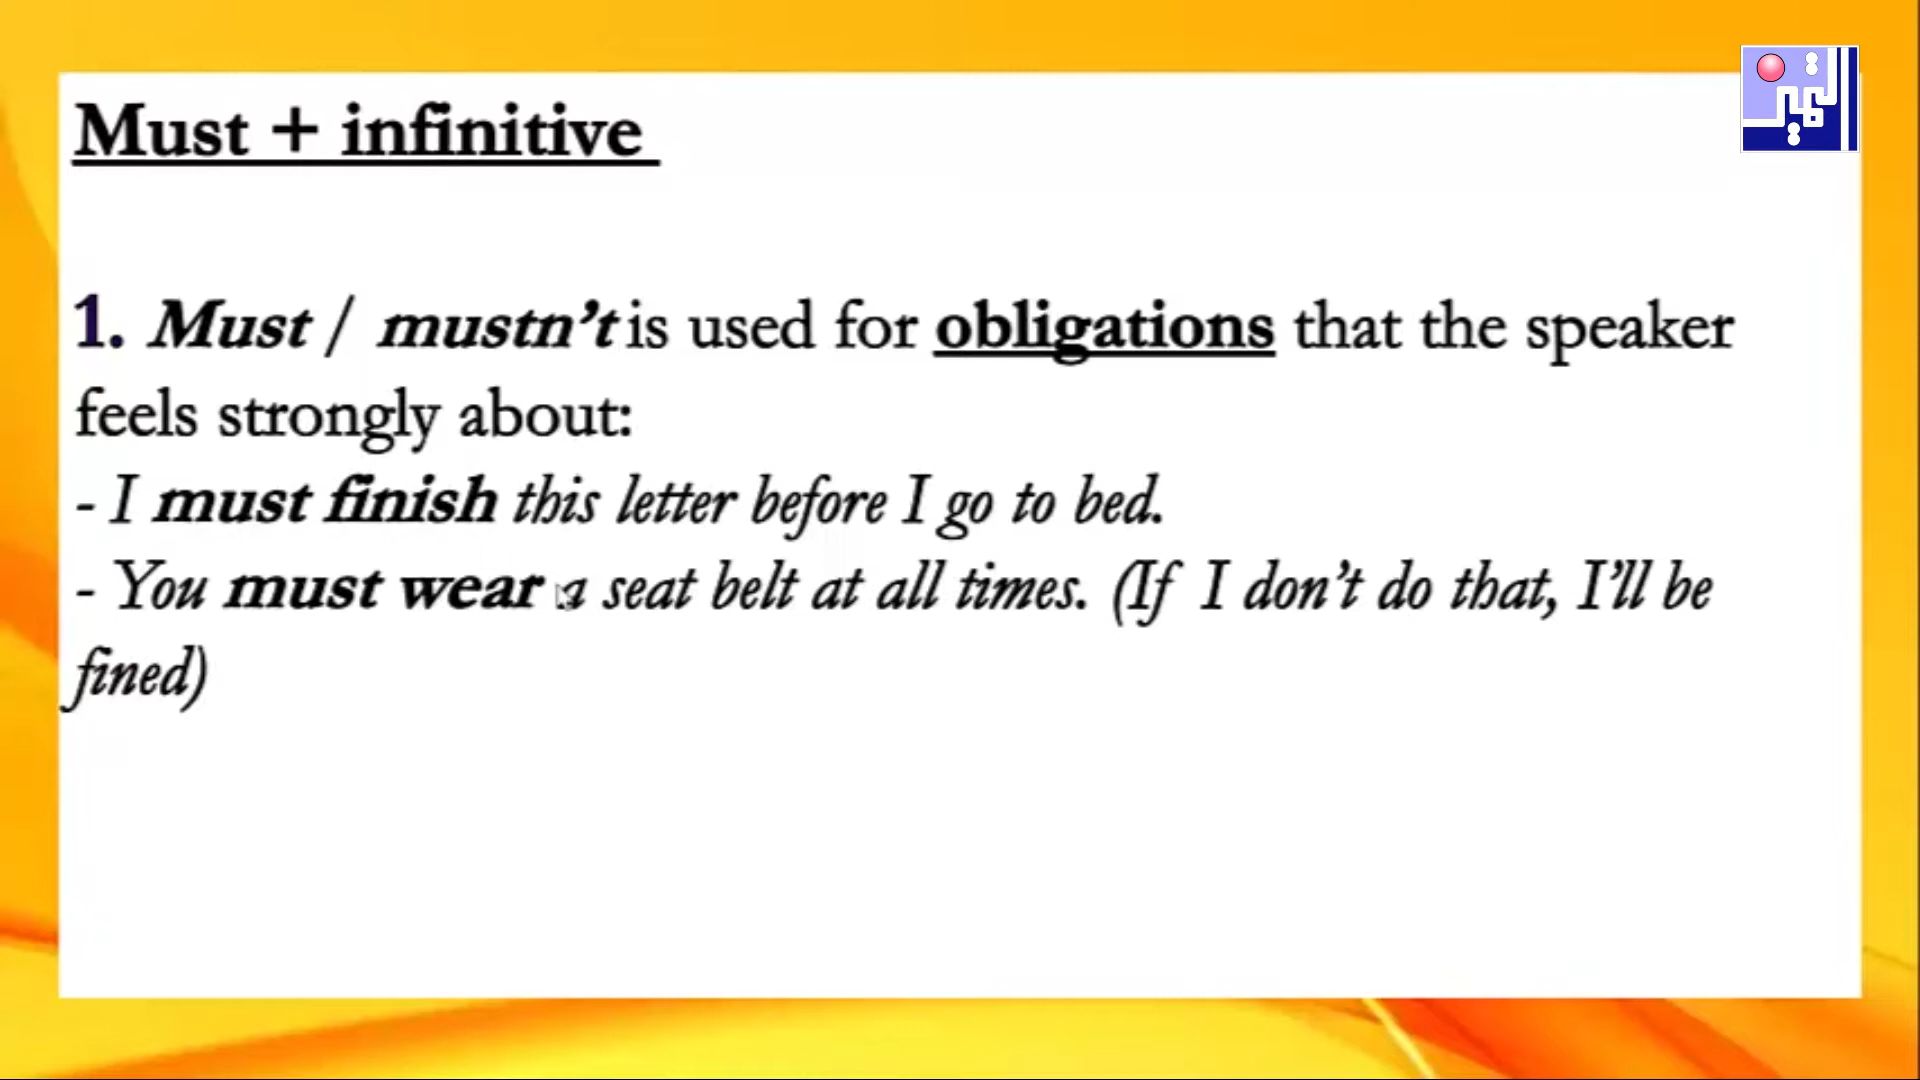 Must + infinitive
1. Must / mustn’t is used for obligations that the speaker
feels strongly about:
- I must finish this letter before I go to bed.
- You must wear a seat belt at all times. (If I don’t do that, I’ll be
fined)